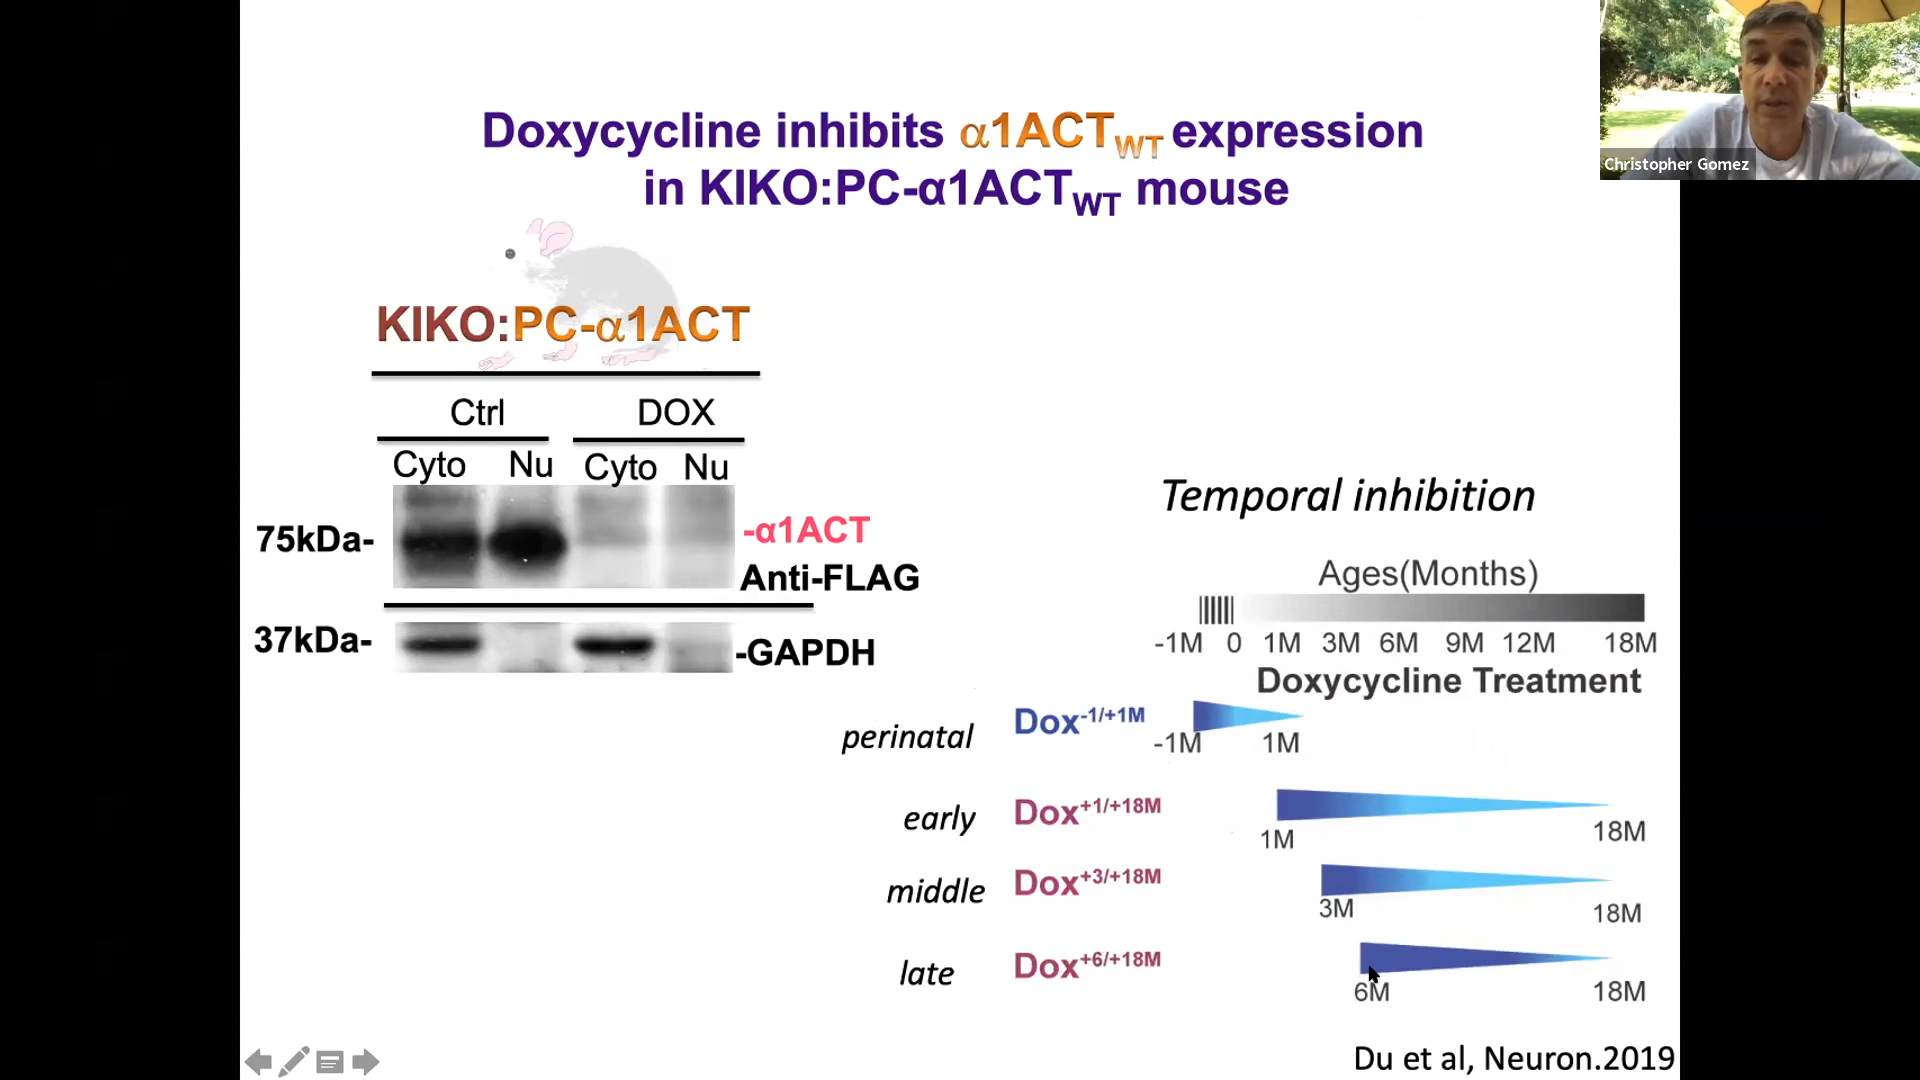 Doxycycline inhibits α1ACTWT expression
in KIKO:PC-α1ACTWT mouse
Christopher Gomez
KIKO:PC-α1ACT
Ctrl DOX
Cyto Nu Cyto Nu
75kDa- -α1ACT
Anti-FLAG
37kDa- -GAPDH
Temporal inhibition
Ages(Months)
-1M 0 1M 3M 6M 9M 12M 18M
Doxycycline Treatment
perinatal Dox-1/+1M
-1M 1M
early Dox+1/+18M
1M 18M
middle Dox+3/+18M
3M 18M
late Dox+6/+18M
6M 18M
Du et al, Neuron.2019